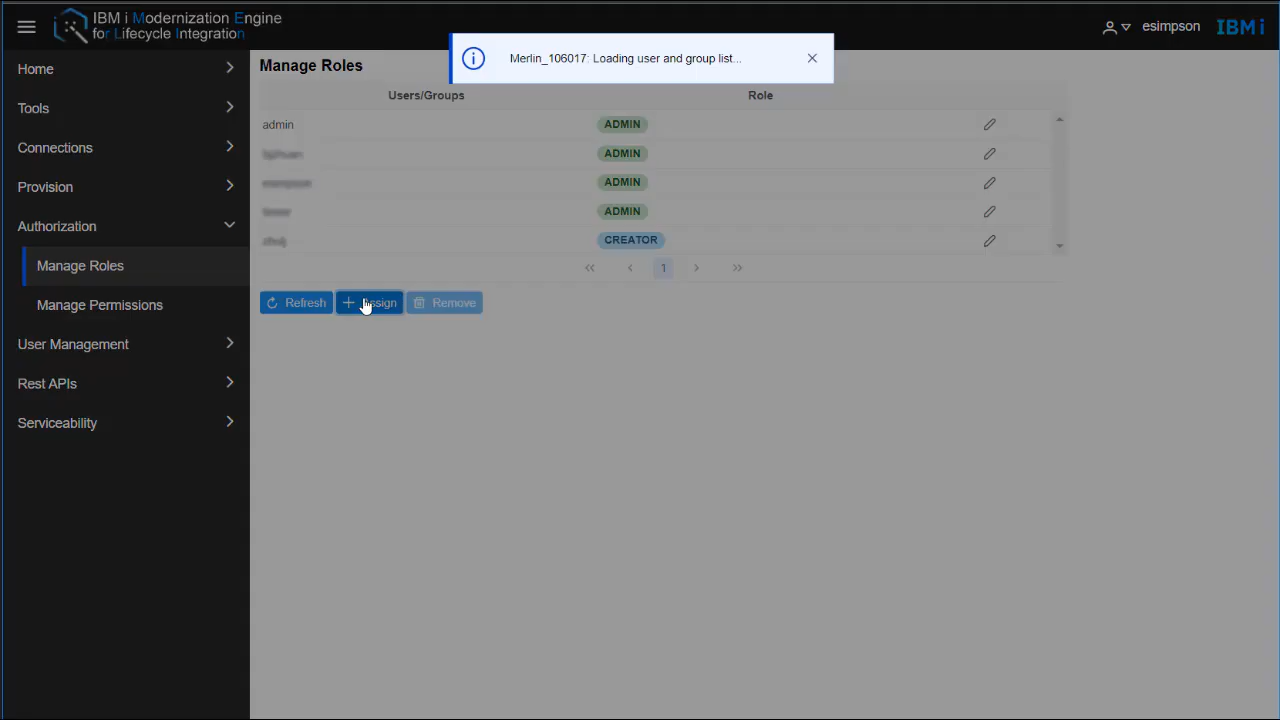 IBM i Modernization Engine
for Lifecycle Integration
esimpson
IBM i
Merlin_106017: Loading user and group list...
Home
Tools
Connections
Provision
Authorization
Manage Roles
Manage Permissions
User Management
Rest APIs
Serviceability
Manage Roles
Users/Groups Role
admin ADMIN
ADMIN
ADMIN
ADMIN
CREATOR
1
Refresh Assign Remove